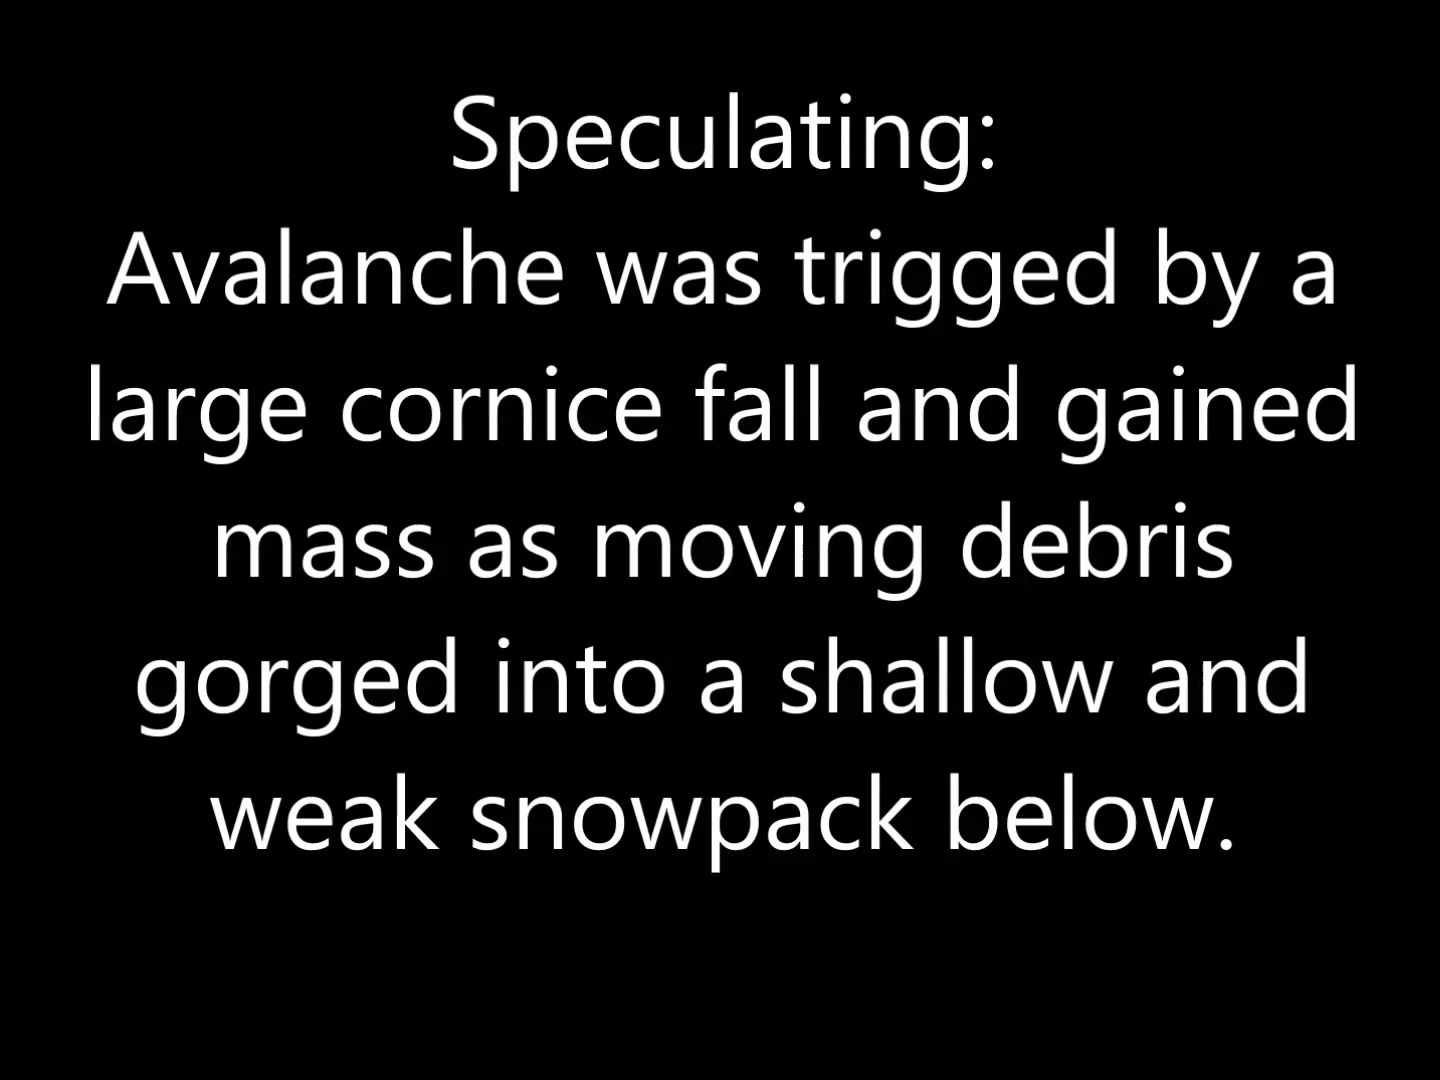 Speculating:
Avalanche was trigged by a
large cornice fall and gained
mass as moving debris
gorged into a shallow and
weak snowpack below.